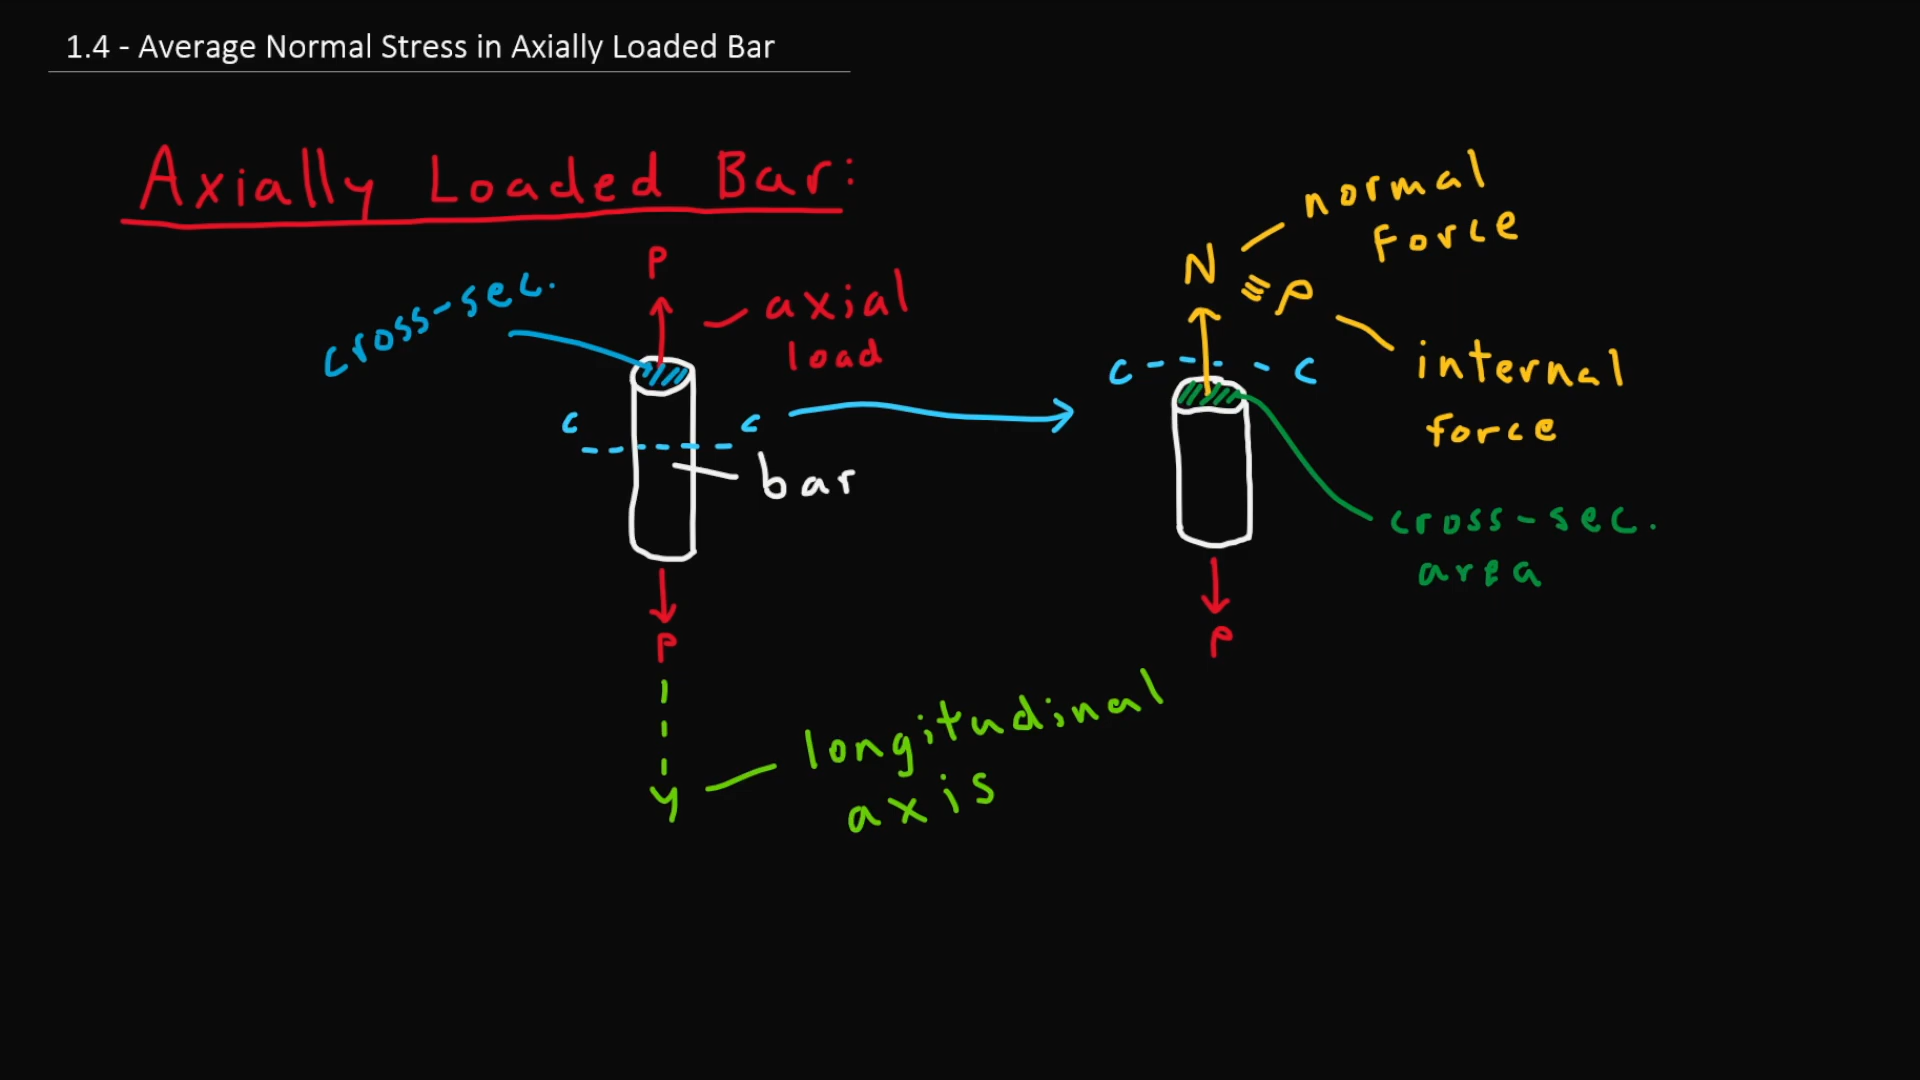 1.4 - Average Normal Stress in Axially Loaded Bar
Axially Loaded Bar:
cross-sec.
P
axial
load
c
c
bar
P
y
longitudinal
axis
N
≡ P
normal
Force
internal
force
c
c
cross-sec.
area
P